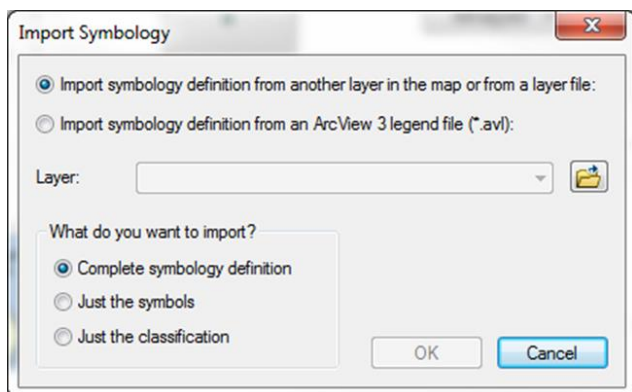 Import Symbology
Import symbology definition from another layer in the map or from a layer file:
Import symbology definition from an ArcView 3 legend file (*.avl):
Layer:
What do you want to import?
Complete symbology definition
Just the symbols
Just the classification
OK
Cancel